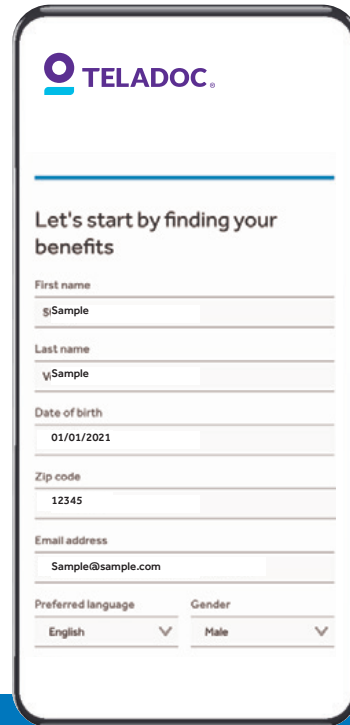 TELADOC®
Let's start by finding your
benefits
First name
Sample
Last name
Sample
Date of birth
01/01/2021
Zip code
12345
Email address
Sample@sample.com
Preferred language Gender
English Male